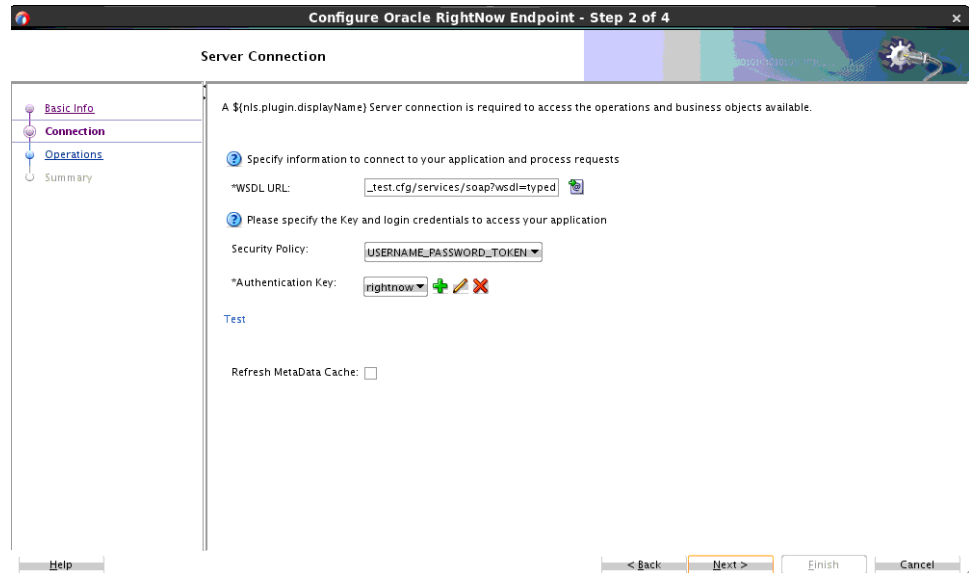 Configure Oracle RightNow Endpoint - Step 2 of 4
Server Connection
Basic Info
Connection
Operations
Summary
A ${nls.plugin.displayName} Server connection is required to access the operations and business objects available.
Specify information to connect to your application and process requests
*WSDL URL: _test.cfg/services/soap?wsdl=typed
Please specify the Key and login credentials to access your application
Security Policy: USERNAME_PASSWORD_TOKEN
*Authentication Key: rightnow
Test
Refresh MetaData Cache:
Help < Back Next > Finish Cancel